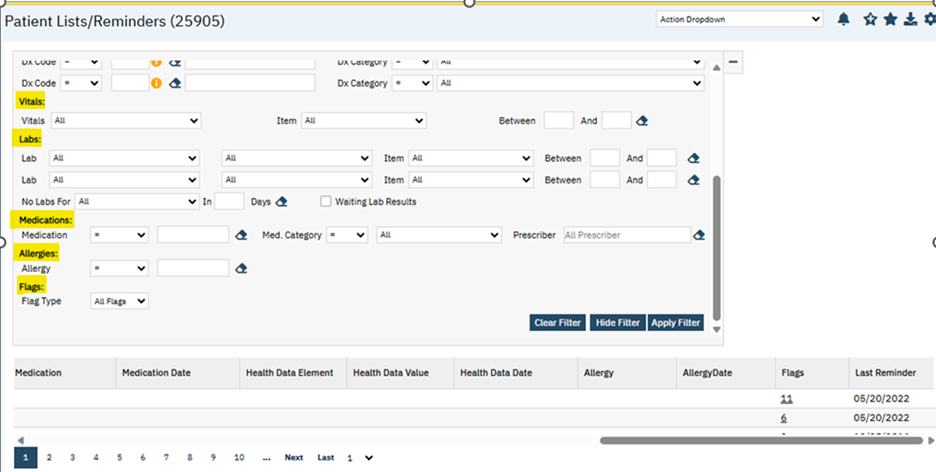 Patient Lists/Reminders (25905) Action Dropdown
Dx Code = Dx Category = All
Dx Code = Dx Category = All
Vitals:
Vitals All Item All Between And
Labs:
Lab All All Item All Between And
Lab All All Item All Between And
No Labs For All In Days Waiting Lab Results
Medications:
Medication = Med. Category = All Prescriber All Prescriber
Allergies:
Allergy =
Flags:
Flag Type All Flags
Clear Filter Hide Filter Apply Filter
Medication Medication Date Health Data Element Health Data Value Health Data Date Allergy AllergyDate Flags Last Reminder
11 05/20/2022
6 05/20/2022
1 2 3 4 5 6 7 8 9 10 ... Next Last 1